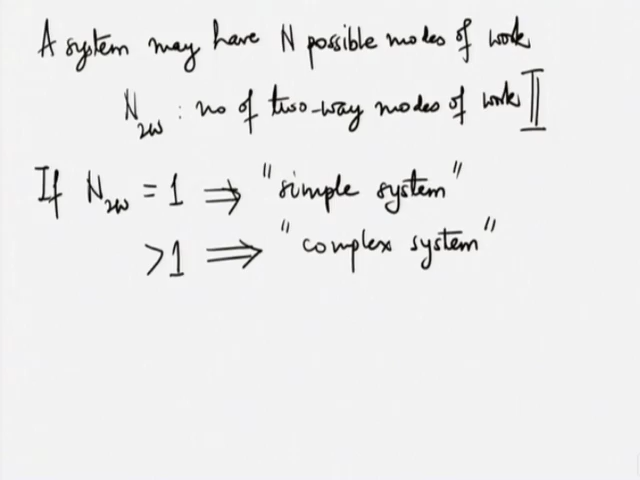 A system may have N possible modes of work
N2w : no of two-way modes of work
If N2w = 1 ⇒ "simple system"
>1 ⇒ "complex system"